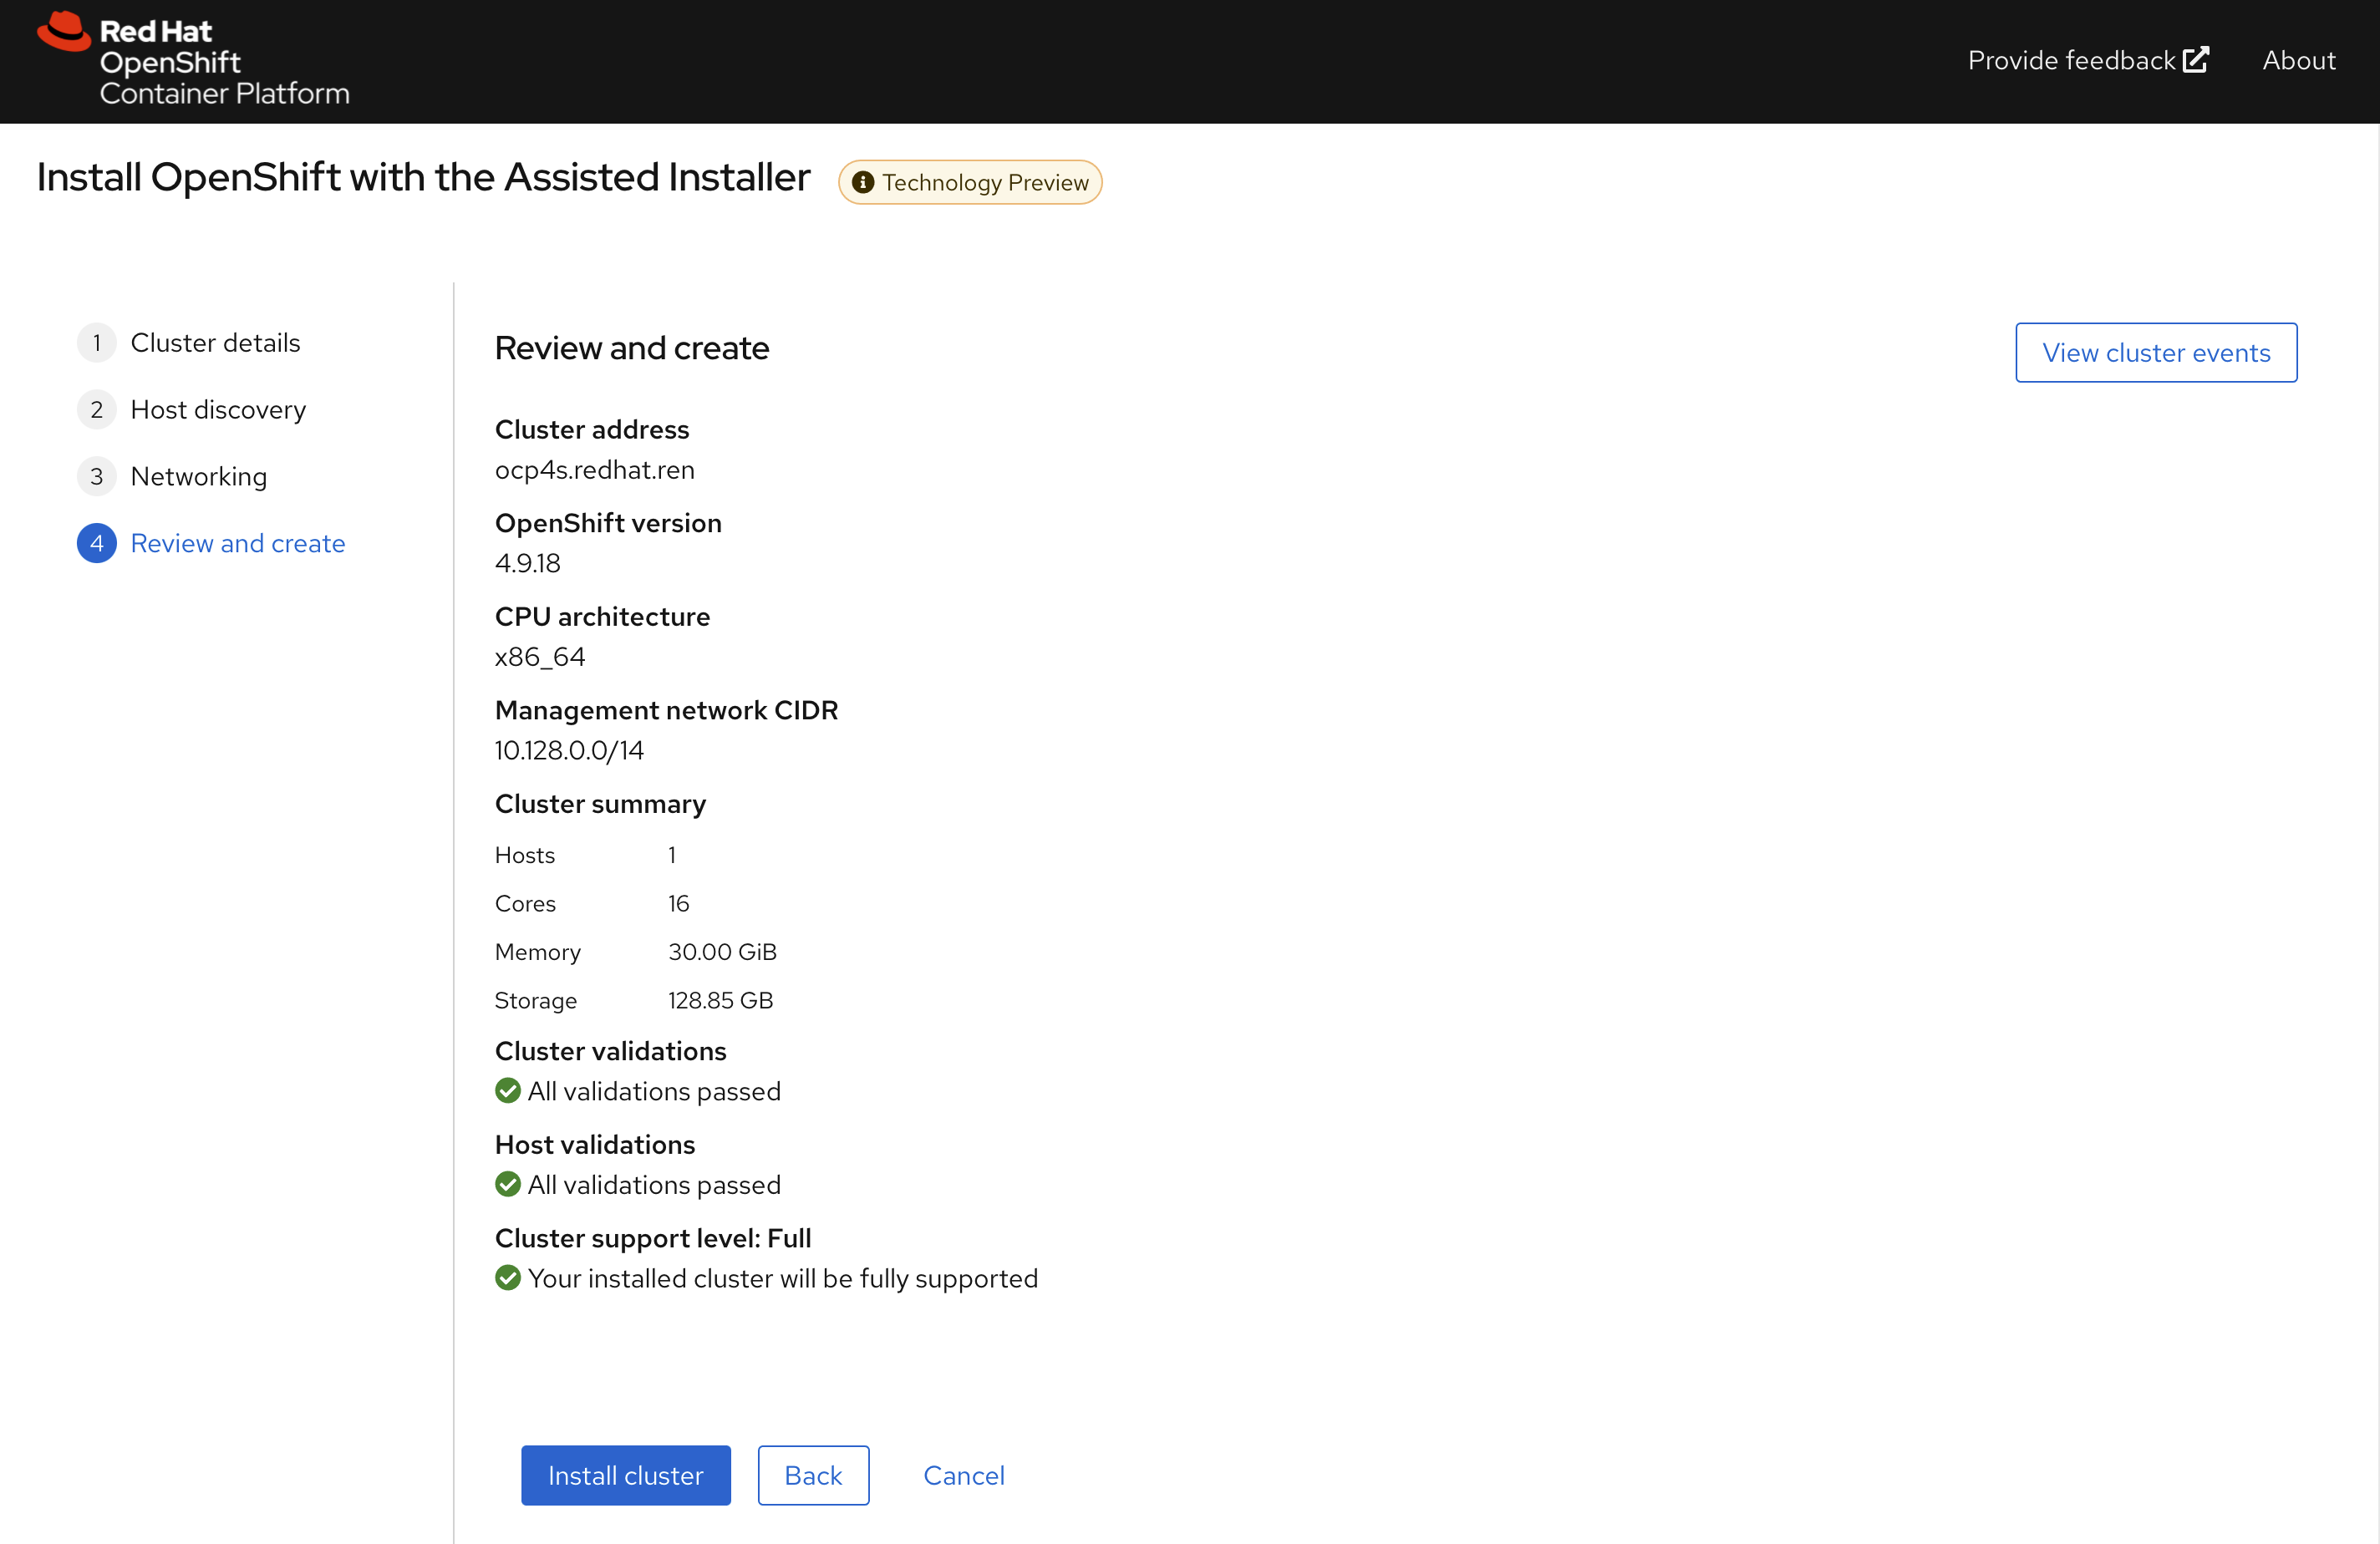 Red Hat
OpenShift
Container Platform
Provide feedback
About
Install OpenShift with the Assisted Installer
Technology Preview
1 Cluster details
2 Host discovery
3 Networking
4 Review and create
Review and create
View cluster events
Cluster address
ocp4s.redhat.ren
OpenShift version
4.9.18
CPU architecture
x86_64
Management network CIDR
10.128.0.0/14
Cluster summary
Hosts 1
Cores 16
Memory 30.00 GiB
Storage 128.85 GB
Cluster validations
All validations passed
Host validations
All validations passed
Cluster support level: Full
Your installed cluster will be fully supported
Install cluster
Back
Cancel